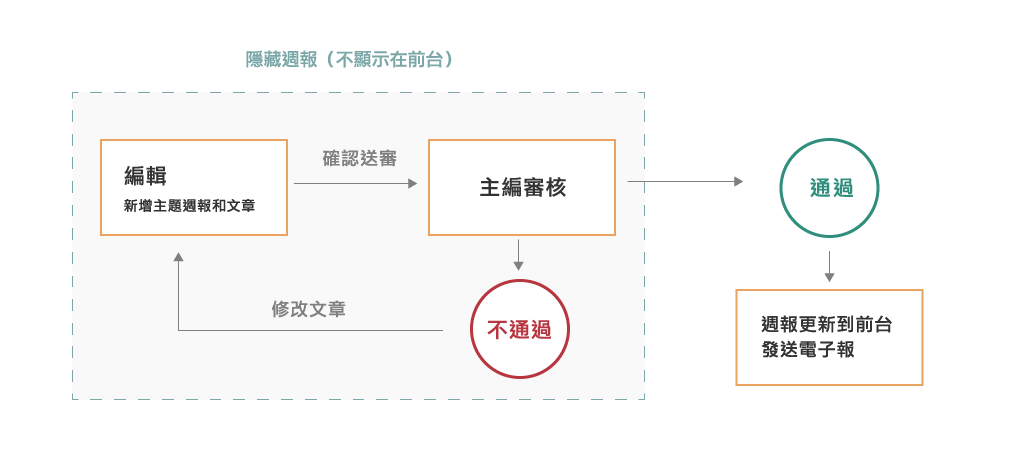 隱藏週報（不顯示在前台）
編輯
新增主題週報和文章
確認送審
主編審核
通過
修改文章
不通過
週報更新到前台
發送電子報